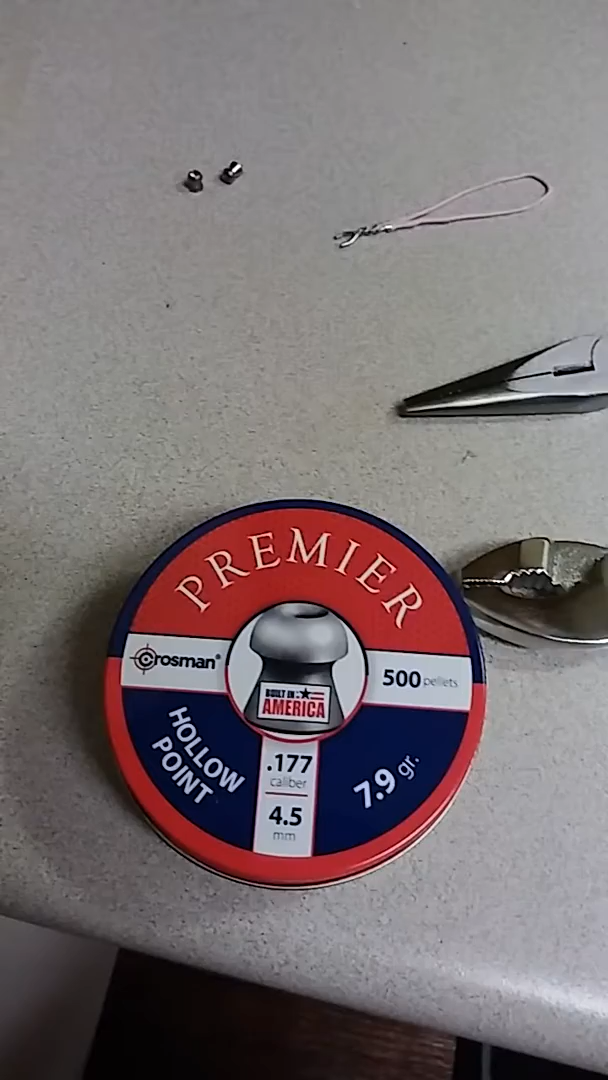 PREMIER
Crosman®
500 pellets
BUILT IN
AMERICA
HOLLOW
POINT
.177
caliber
4.5
mm
7.9 gr.